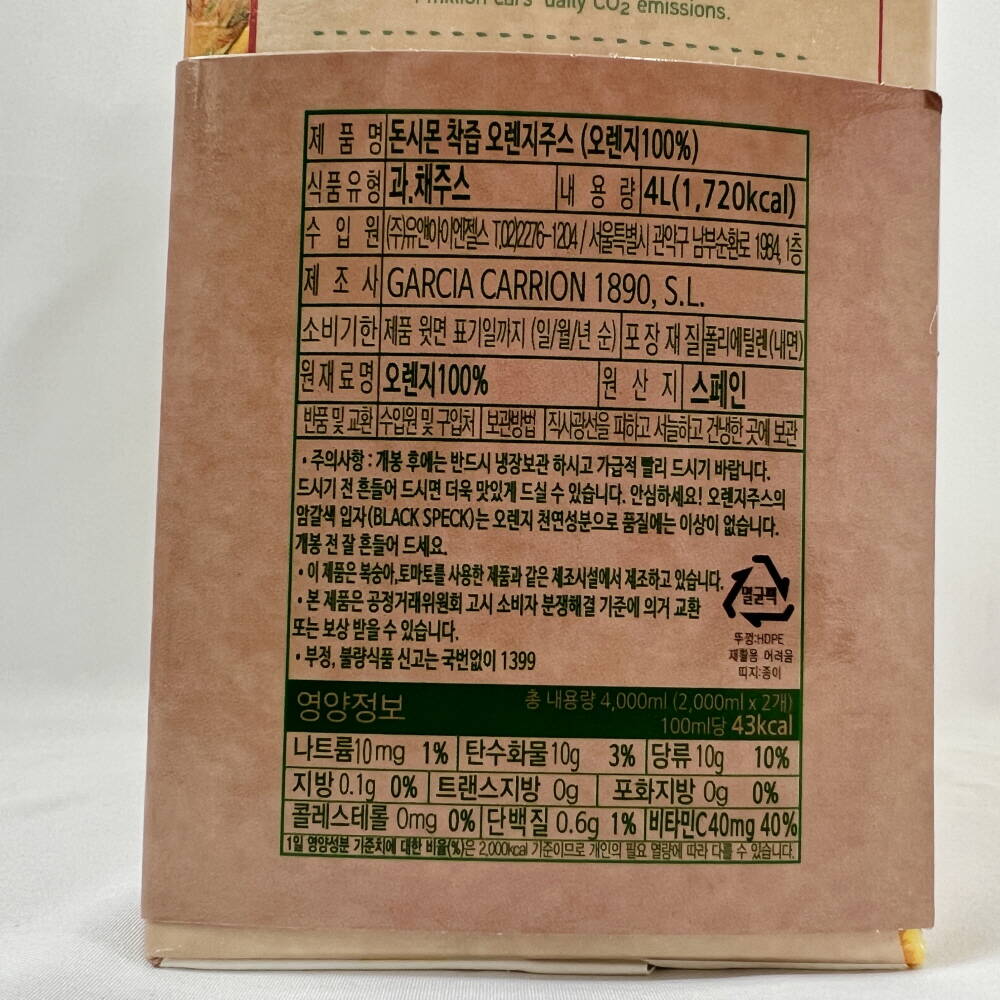 1 million cars' daily CO₂ emissions.
제 품 명 돈시몬 착즙 오렌지주스 (오렌지100%)
식품유형 과.채주스 내 용 량 4L(1,720kcal)
수 입 원 (주)유앤아이엔젤스 T.02)2276-1204 / 서울특별시 관악구 남부순환로 1984, 1층
제 조 사 GARCIA CARRION 1890, S.L.
소비기한 제품 윗면 표기일까지 (일/월/년 순) 포장재질 폴리에틸렌(내면)
원재료명 오렌지100% 원 산 지 스페인
반품 및 교환 수입원 및 구입처 보관방법 직사광선을 피하고 서늘하고 건냉한 곳에 보관
• 주의사항 : 개봉 후에는 반드시 냉장보관 하시고 가급적 빨리 드시기 바랍니다.
드시기 전 흔들어 드시면 더욱 맛있게 드실 수 있습니다. 안심하세요! 오렌지주스의
암갈색 입자(BLACK SPECK)는 오렌지 천연성분으로 품질에는 이상이 없습니다.
개봉 전 잘 흔들어 드세요.
• 이 제품은 복숭아,토마토를 사용한 제품과 같은 제조시설에서 제조하고 있습니다.
• 본 제품은 공정거래위원회 고시 소비자 분쟁해결 기준에 의거 교환
또는 보상 받을 수 있습니다.
• 부정, 불량식품 신고는 국번없이 1399
멸균팩
뚜껑:HDPE
재활용 어려움
띠지:종이
영양정보 총 내용량 4,000ml (2,000ml x 2개)
100ml당 43kcal
나트륨10mg 1% 탄수화물10g 3% 당류10g 10%
지방0.1g 0% 트랜스지방 0g 포화지방 0g 0%
콜레스테롤 0mg 0% 단백질 0.6g 1% 비타민C40mg 40%
1일 영양성분 기준치에 대한 비율(%)은 2,000kcal 기준이므로 개인의 필요 열량에 따라 다를 수 있습니다.